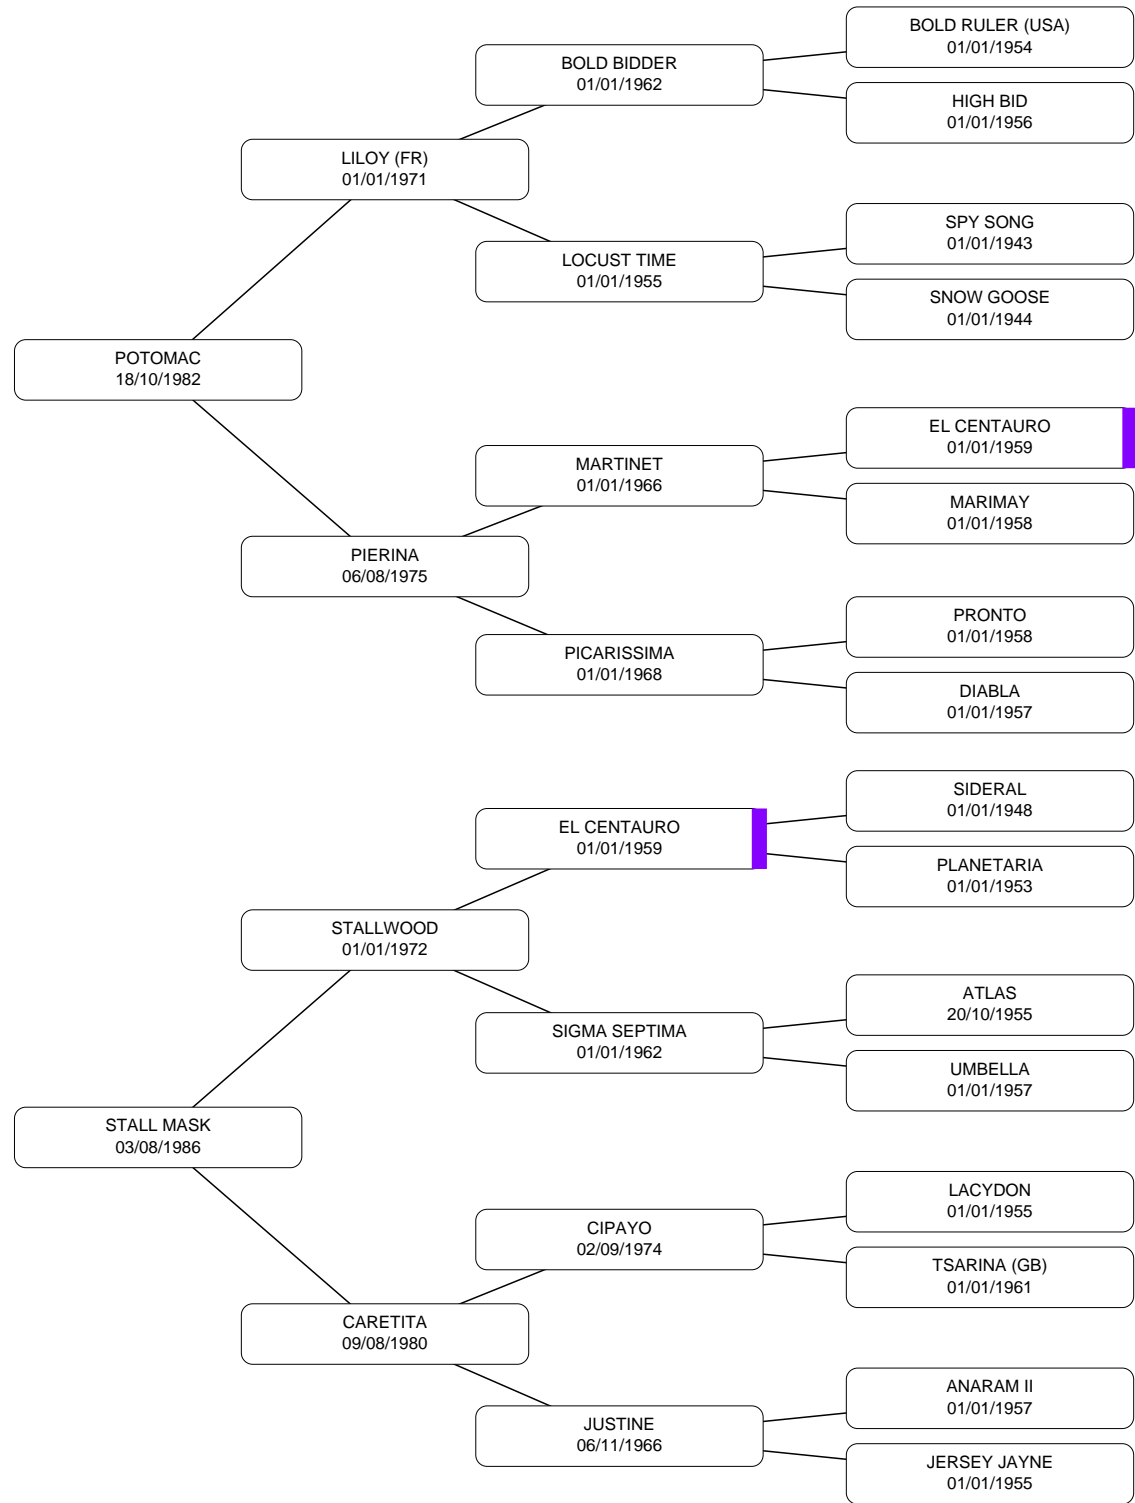 BOLD RULER (USA)
01/01/1954
BOLD BIDDER
01/01/1962
HIGH BID
01/01/1956
LILOY (FR)
01/01/1971
SPY SONG
01/01/1943
LOCUST TIME
01/01/1955
SNOW GOOSE
01/01/1944
POTOMAC
18/10/1982
EL CENTAURO
01/01/1959
MARTINET
01/01/1966
MARIMAY
01/01/1958
PIERINA
06/08/1975
PRONTO
01/01/1958
PICARISSIMA
01/01/1968
DIABLA
01/01/1957
SIDERAL
01/01/1948
EL CENTAURO
01/01/1959
PLANETARIA
01/01/1953
STALLWOOD
01/01/1972
ATLAS
20/10/1955
SIGMA SEPTIMA
01/01/1962
UMBELLA
01/01/1957
STALL MASK
03/08/1986
LACYDON
01/01/1955
CIPAYO
02/09/1974
TSARINA (GB)
01/01/1961
CARETITA
09/08/1980
ANARAM II
01/01/1957
JUSTINE
06/11/1966
JERSEY JAYNE
01/01/1955